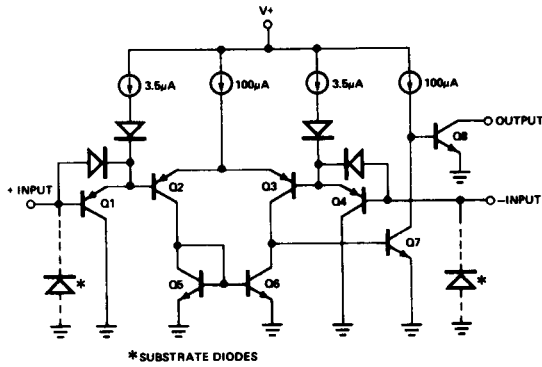 V+
3.5µA
100µA
3.5µA
100µA
Q8
OUTPUT
+ INPUT
Q1
Q2
Q3
Q4
–INPUT
Q7
Q5
Q6
*
*
*SUBSTRATE DIODES